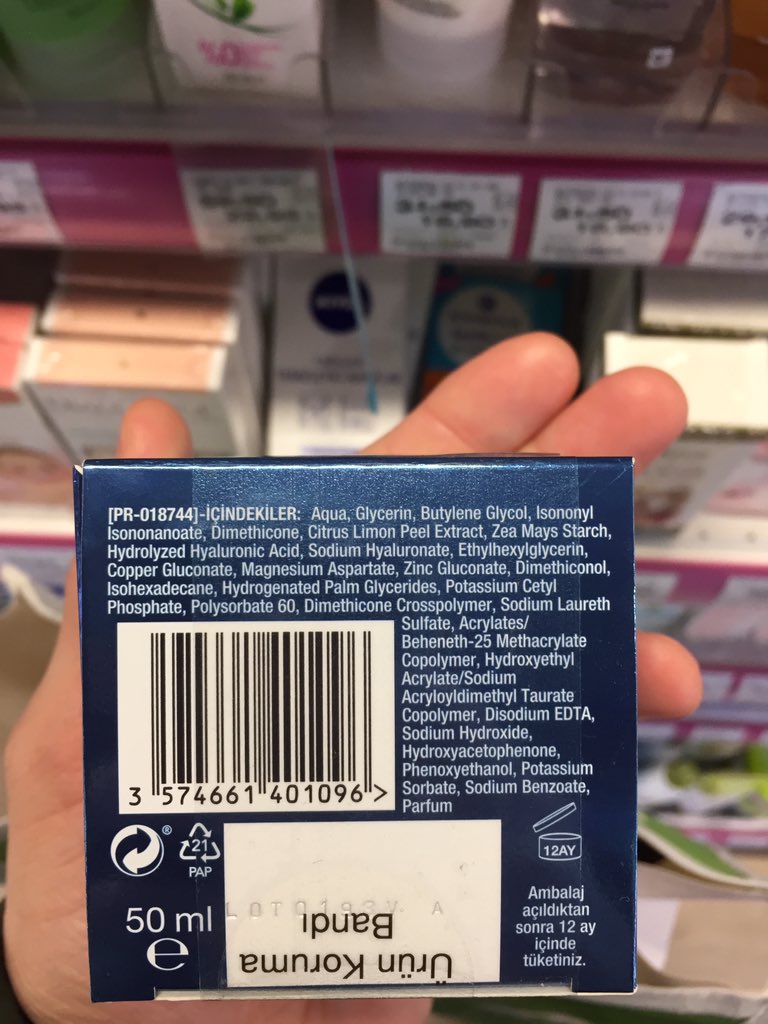 NIVEA
[PR-018744]-İÇİNDEKİLER: Aqua, Glycerin, Butylene Glycol, Isononyl
Isononanoate, Dimethicone, Citrus Limon Peel Extract, Zea Mays Starch,
Hydrolyzed Hyaluronic Acid, Sodium Hyaluronate, Ethylhexylglycerin,
Copper Gluconate, Magnesium Aspartate, Zinc Gluconate, Dimethiconol,
Isohexadecane, Hydrogenated Palm Glycerides, Potassium Cetyl
Phosphate, Polysorbate 60, Dimethicone Crosspolymer, Sodium Laureth
Sulfate, Acrylates/
Beheneth-25 Methacrylate
Copolymer, Hydroxyethyl
Acrylate/Sodium
Acryloyldimethyl Taurate
Copolymer, Disodium EDTA,
Sodium Hydroxide,
Hydroxyacetophenone,
Phenoxyethanol, Potassium
Sorbate, Sodium Benzoate,
Parfum
3 574661 401096 >
®
21
PAP
12AY
50 ml
e
Ürün Koruma
Bandı
Ambalaj
açıldıktan
sonra 12 ay
içinde
tüketiniz.